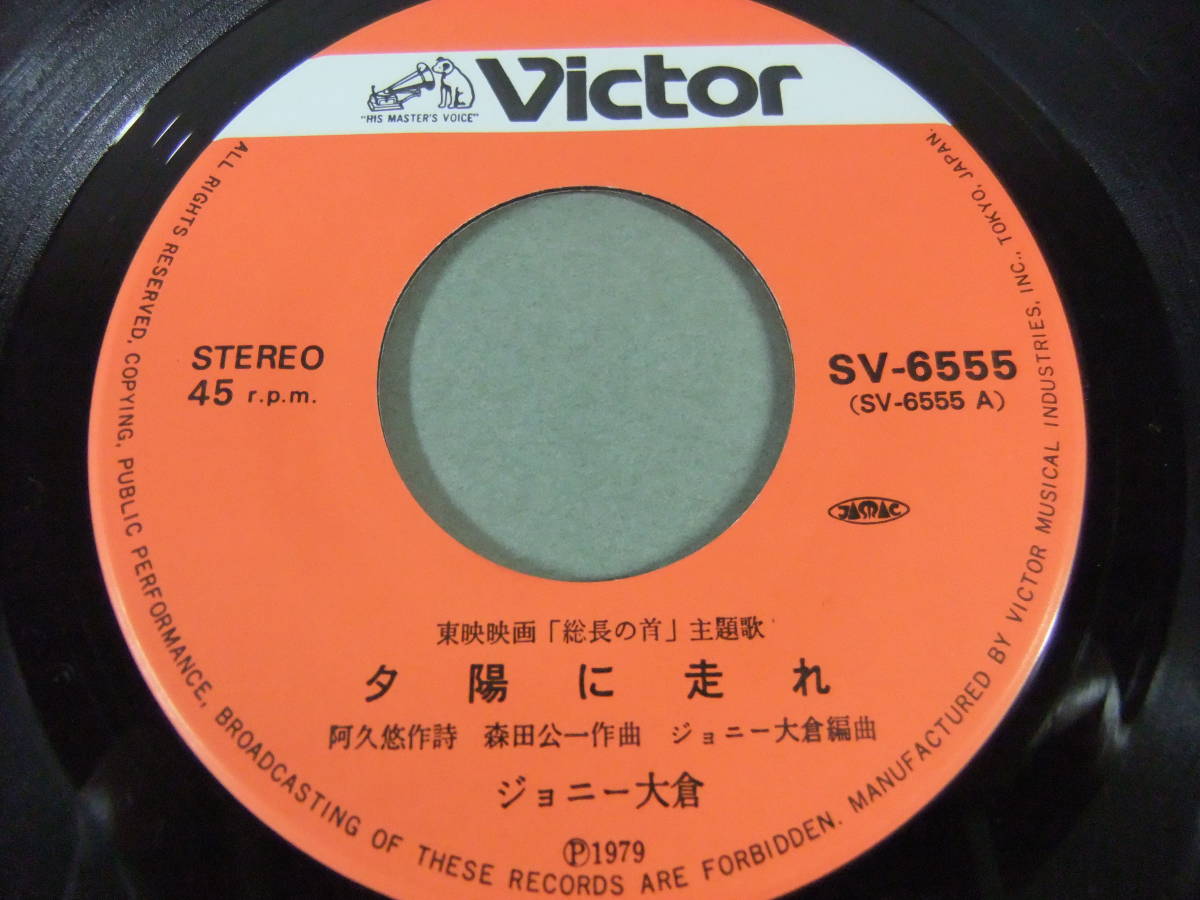 Victor
"HIS MASTER'S VOICE"
STEREO
45 r.p.m.
SV-6555
(SV-6555 A)
JASMAC
東映映画「総長の首」主題歌
夕陽に走れ
阿久悠作詩 森田公一作曲 ジョニー大倉編曲
ジョニー大倉
Ⓟ1979
ALL RIGHTS RESERVED. COPYING, PUBLIC PERFORMANCE, BROADCASTING OF THESE RECORDS ARE FORBIDDEN. MANUFACTURED BY VICTOR MUSICAL INDUSTRIES, INC., TOKYO, JAPAN.